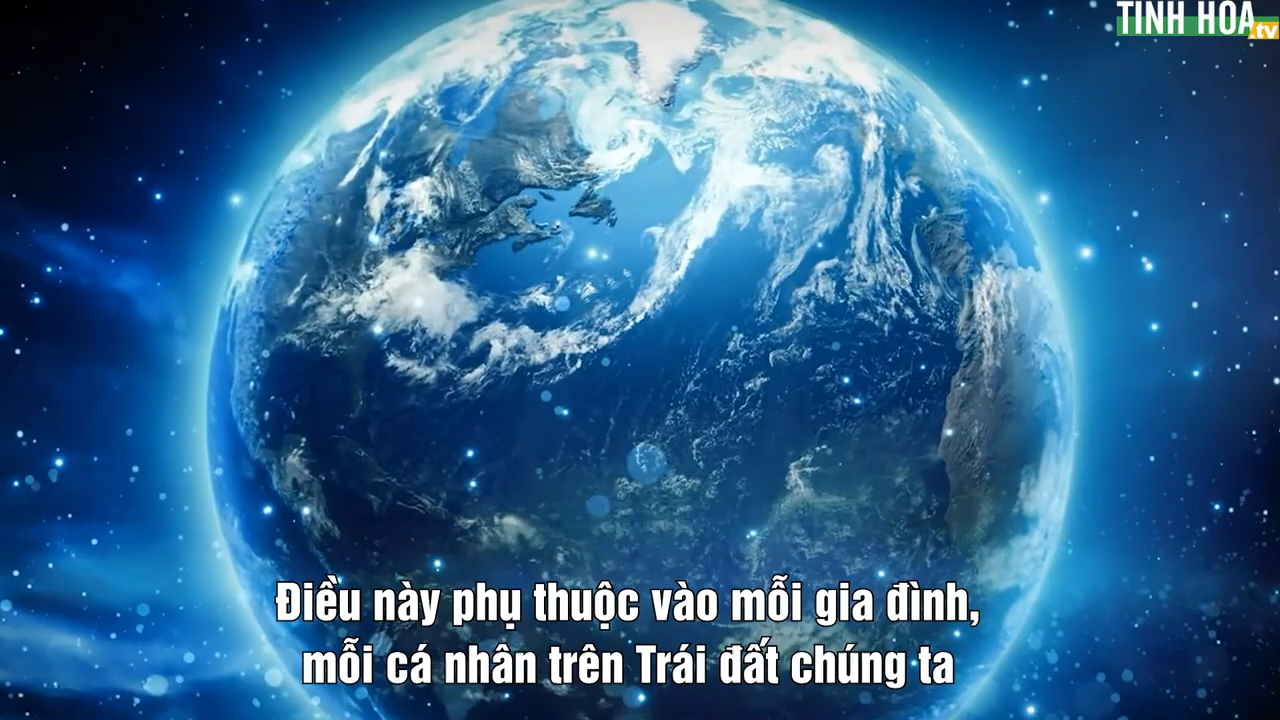 TINH HOA
.tv
Điều này phụ thuộc vào mỗi gia đình,
mỗi cá nhân trên Trái đất chúng ta